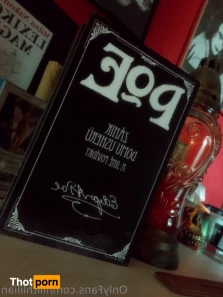 POE
ZÁNIK
DOMU USHERŮ
A JINÉ POVÍDKY
Edgar A Poe
Thotporn